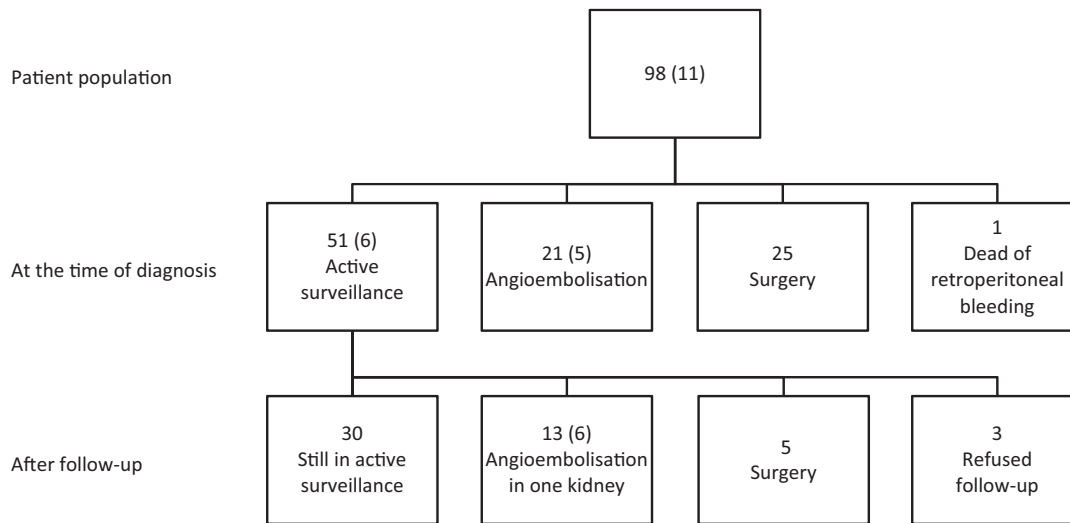 Patient population
98 (11)
At the time of diagnosis
51 (6)
Active
surveillance
21 (5)
Angioembolisation
25
Surgery
1
Dead of
retroperitoneal
bleeding
After follow-up
30
Still in active
surveillance
13 (6)
Angioembolisation
in one kidney
5
Surgery
3
Refused
follow-up